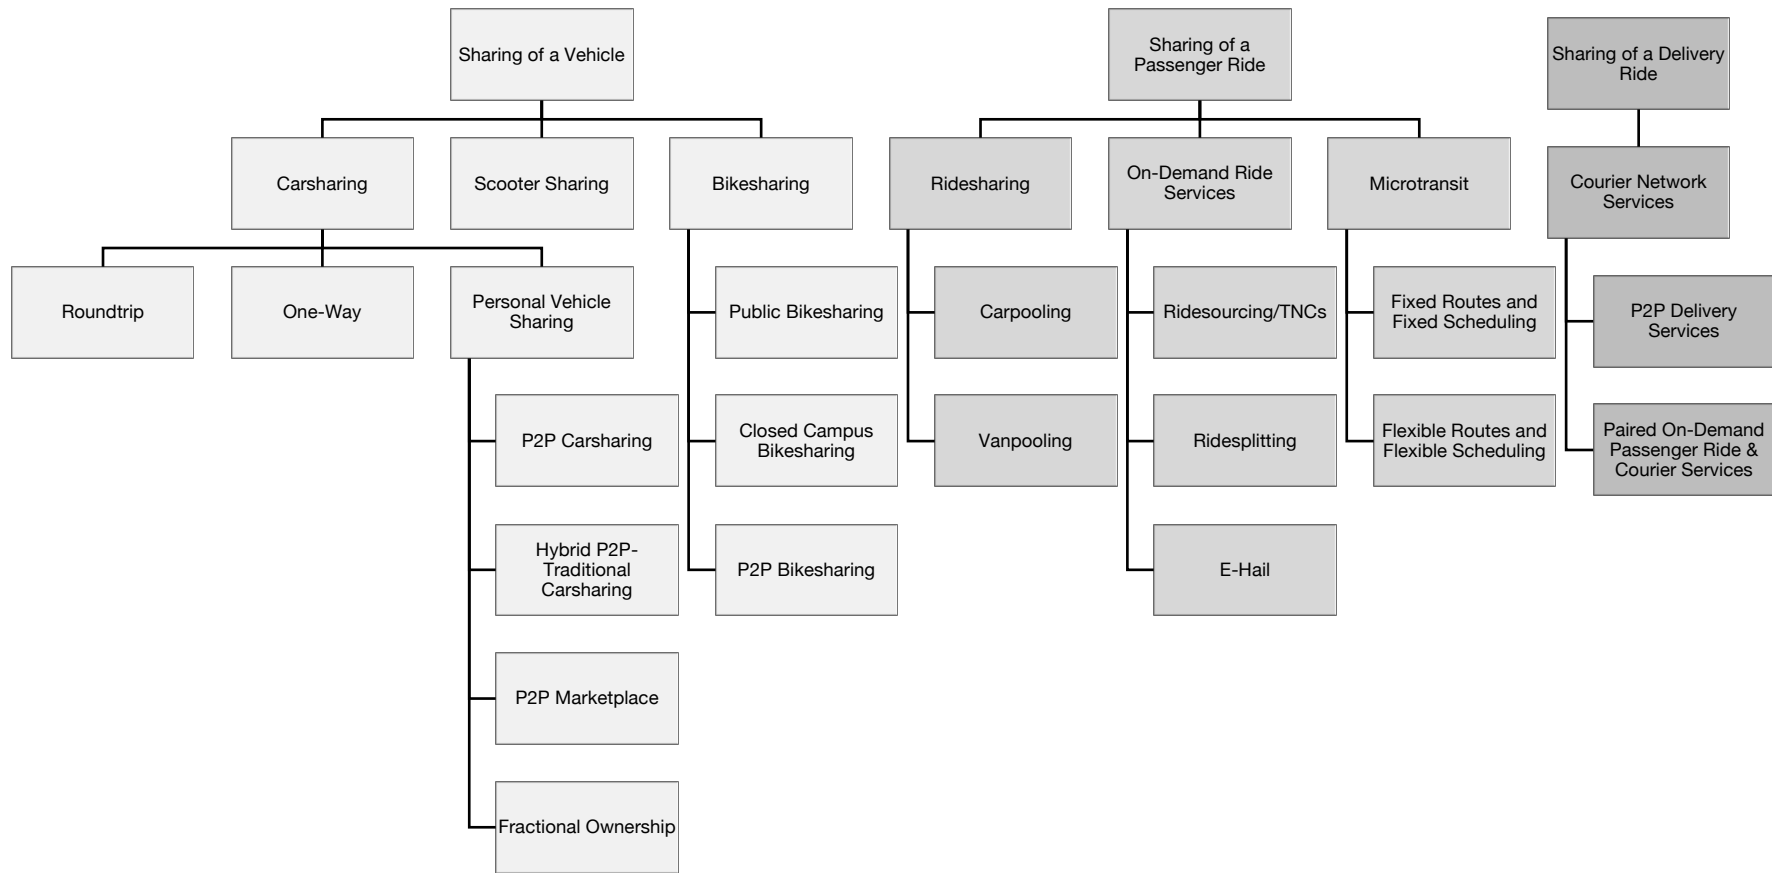 Sharing of a Vehicle
Sharing of a
Passenger Ride
Sharing of a Delivery
Ride
Carsharing
Scooter Sharing
Bikesharing
Ridesharing
On-Demand Ride
Services
Microtransit
Courier Network
Services
Roundtrip
One-Way
Personal Vehicle
Sharing
Public Bikesharing
Carpooling
Ridesourcing/TNCs
Fixed Routes and
Fixed Scheduling
P2P Delivery
Services
P2P Carsharing
Closed Campus
Bikesharing
Vanpooling
Ridesplitting
Flexible Routes and
Flexible Scheduling
Paired On-Demand
Passenger Ride &
Courier Services
Hybrid P2P-
Traditional
Carsharing
P2P Bikesharing
E-Hail
P2P Marketplace
Fractional Ownership